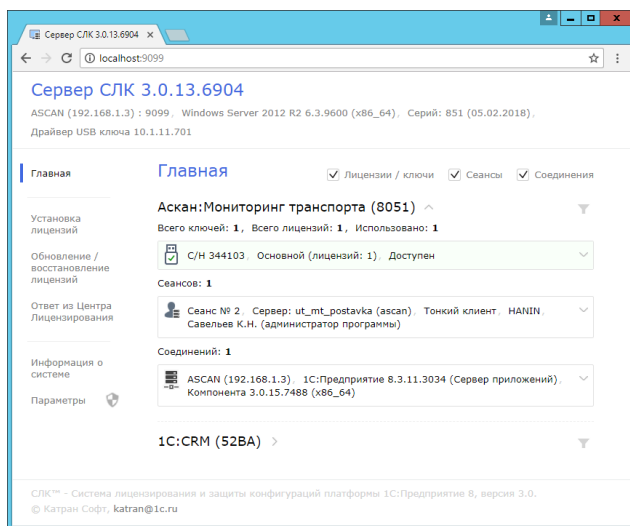 Сервер СЛК 3.0.13.6904
localhost:9099
Сервер СЛК 3.0.13.6904
ASCAN (192.168.1.3) : 9099, Windows Server 2012 R2 6.3.9600 (x86_64), Серий: 851 (05.02.2018),
Драйвер USB ключа 10.1.11.701
Главная
Установка
лицензий
Обновление /
восстановление
лицензий
Ответ из Центра
Лицензирования
Информация о
системе
Параметры
Главная
Лицензии / ключи Сеансы Соединения
Аскан:Мониторинг транспорта (8051)
Всего ключей: 1, Всего лицензий: 1, Использовано: 1
С/Н 344103, Основной (лицензий: 1), Доступен
Сеансов: 1
Сеанс № 2, Сервер: ut_mt_postavka (ascan), Тонкий клиент, HANIN,
Савельев К.Н. (администратор программы)
Соединений: 1
ASCAN (192.168.1.3), 1С:Предприятие 8.3.11.3034 (Сервер приложений),
Компонента 3.0.15.7488 (x86_64)
1С:CRM (52BA)
СЛК™ - Система лицензирования и защиты конфигураций платформы 1С:Предприятие 8, версия 3.0.
© Катран Софт, katran@1c.ru